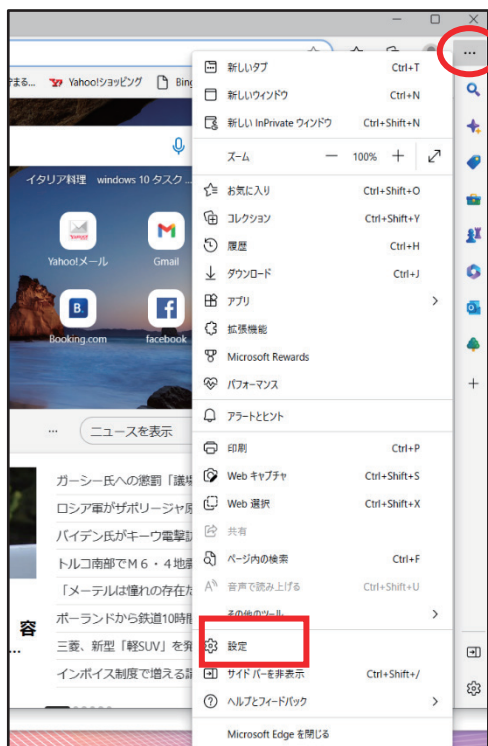 まる... Yahoo!ショッピング Bing
イタリア料理 windows 10 タスク ...
Yahoo!メール Gmail
B.
Booking.com facebook
... ニュースを表示
ガーシー氏への懲罰「議場
ロシア軍がザポリージャ原
バイデン氏がキーウ電撃訪
トルコ南部でM6・4地震
「メーテルは憧れの存在だ
ポーランドから鉄道10時間
三菱、新型「軽SUV」を発
インボイス制度で増える
容
...
...
新しいタブ Ctrl+T
新しいウィンドウ Ctrl+N
新しい InPrivate ウィンドウ Ctrl+Shift+N
ズーム — 100% +
お気に入り Ctrl+Shift+O
コレクション Ctrl+Shift+Y
履歴 Ctrl+H
ダウンロード Ctrl+J
アプリ
拡張機能
Microsoft Rewards
パフォーマンス
アラートとヒント
印刷 Ctrl+P
Web キャプチャ Ctrl+Shift+S
Web 選択 Ctrl+Shift+X
共有
ページ内の検索 Ctrl+F
音声で読み上げる Ctrl+Shift+U
その他のツール
設定
サイド バーを非表示 Ctrl+Shift+/
ヘルプとフィードバック
Microsoft Edge を閉じる